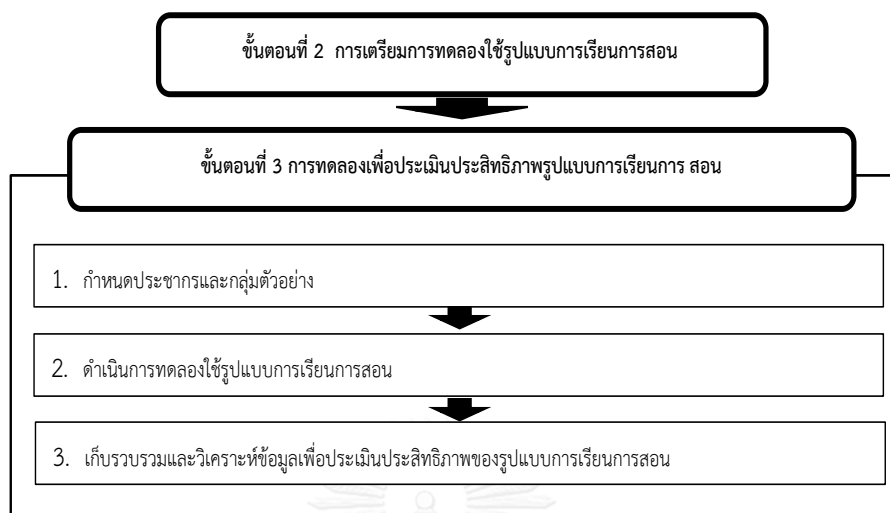 ขั้นตอนที่ 2 การเตรียมการทดลองใช้รูปแบบการเรียนการสอน
ขั้นตอนที่ 3 การทดลองเพื่อประเมินประสิทธิภาพรูปแบบการเรียนการ สอน
1. กำหนดประชากรและกลุ่มตัวอย่าง
2. ดำเนินการทดลองใช้รูปแบบการเรียนการสอน
3. เก็บรวบรวมและวิเคราะห์ข้อมูลเพื่อประเมินประสิทธิภาพของรูปแบบการเรียนการสอน